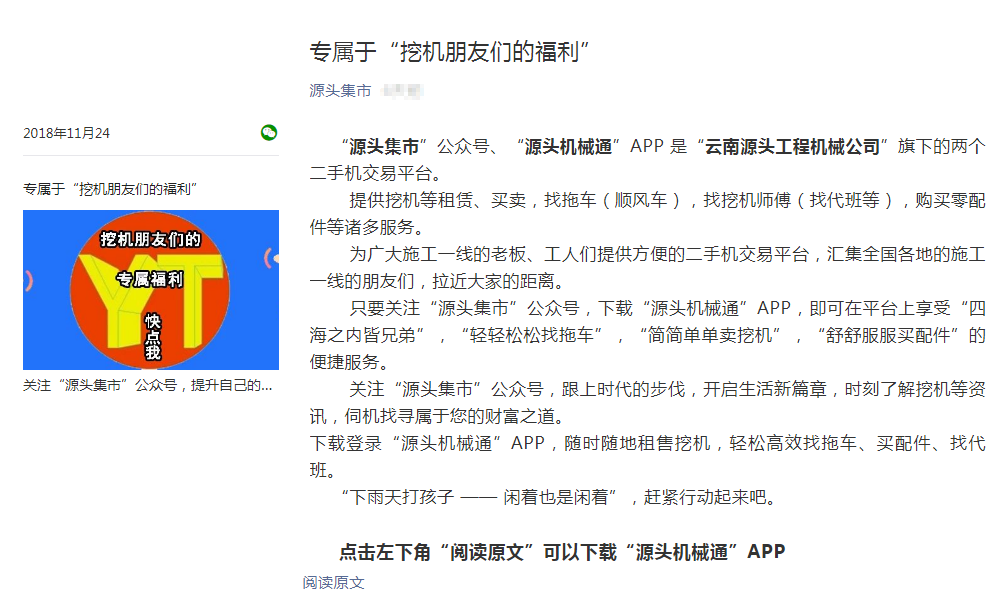 专属于“挖机朋友们的福利”
源头集市
2018年11月24
专属于“挖机朋友们的福利”
挖机朋友们的
专属福利
YT
快点我
关注“源头集市”公众号，提升自己的...
“源头集市”公众号、“源头机械通”APP 是“云南源头工程机械公司”旗下的两个
二手机交易平台。
提供挖机等租赁、买卖，找拖车（顺风车），找挖机师傅（找代班等），购买零配
件等诸多服务。
为广大施工一线的老板、工人们提供方便的二手机交易平台，汇集全国各地的施工
一线的朋友们，拉近大家的距离。
只要关注“源头集市”公众号，下载“源头机械通”APP，即可在平台上享受“四
海之内皆兄弟”，“轻轻松松找拖车”，“简简单单卖挖机”，“舒舒服服买配件”的
便捷服务。
关注“源头集市”公众号，跟上时代的步伐，开启生活新篇章，时刻了解挖机等资
讯，伺机找寻属于您的财富之道。
下载登录“源头机械通”APP，随时随地租售挖机，轻松高效找拖车、买配件、找代
班。
“下雨天打孩子 —— 闲着也是闲着”，赶紧行动起来吧。
点击左下角“阅读原文”可以下载“源头机械通”APP
阅读原文